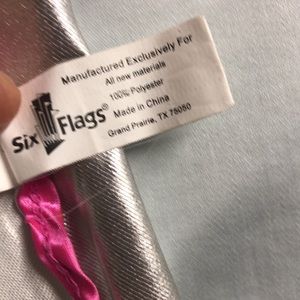 Manufactured Exclusively For
All new materials
100% Polyester
Made in China
Grand Prairie, TX 75050
Six Flags®